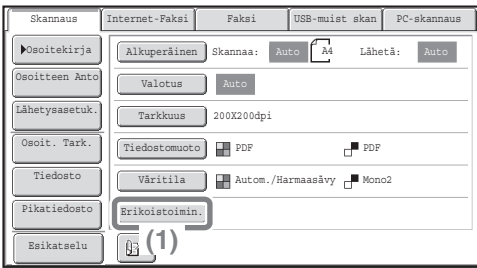 Skannaus Internet-Faksi Faksi USB-muist skan PC-skannaus
Osoitekirja Alkuperäinen Skannaa: Auto A4 Lähetä: Auto
Osoitteen Anto Valotus Auto
Lähetysasetuk. Tarkkuus 200X200dpi
Osoit. Tark. Tiedostomuoto PDF PDF
Tiedosto Väritila Autom./Harmaasävy Mono2
Pikatiedosto Erikoistoimin.
Esikatselu (1)